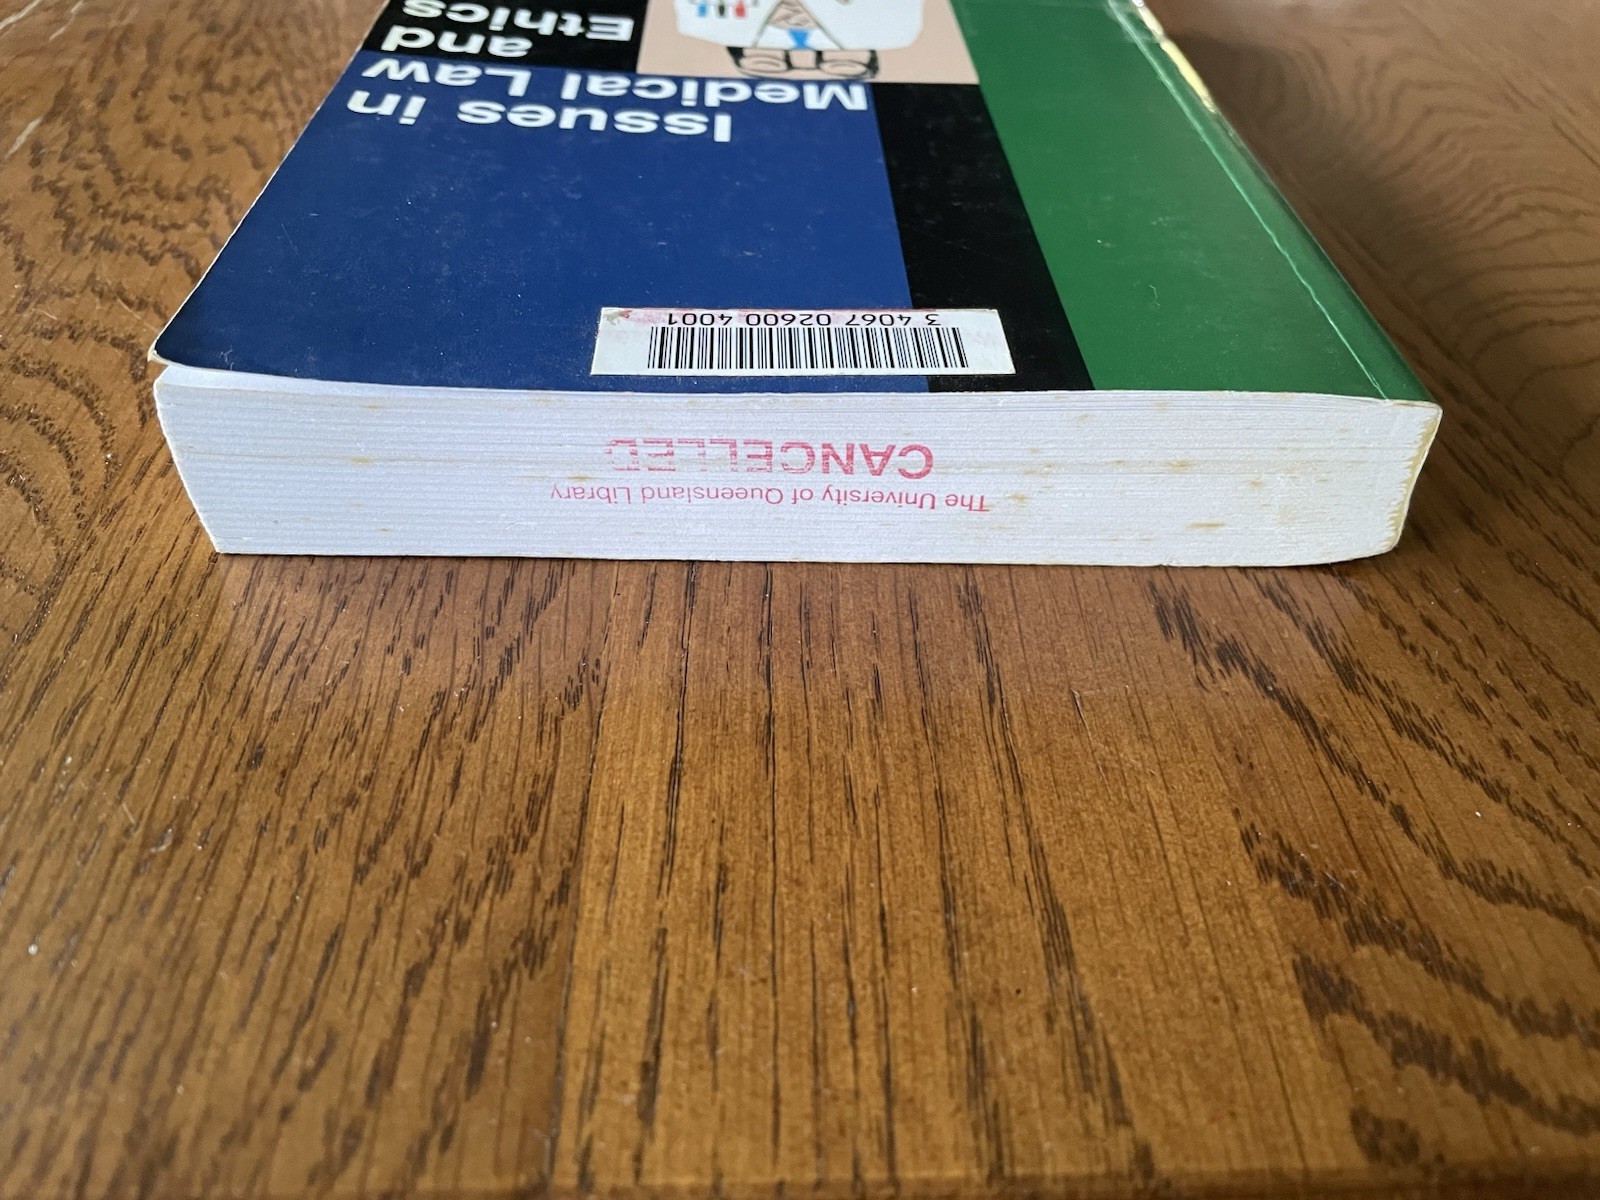 The University of Queensland Library
CANCELLED
3 4067 02600 4001
Issues in
Medical Law
and
Ethics